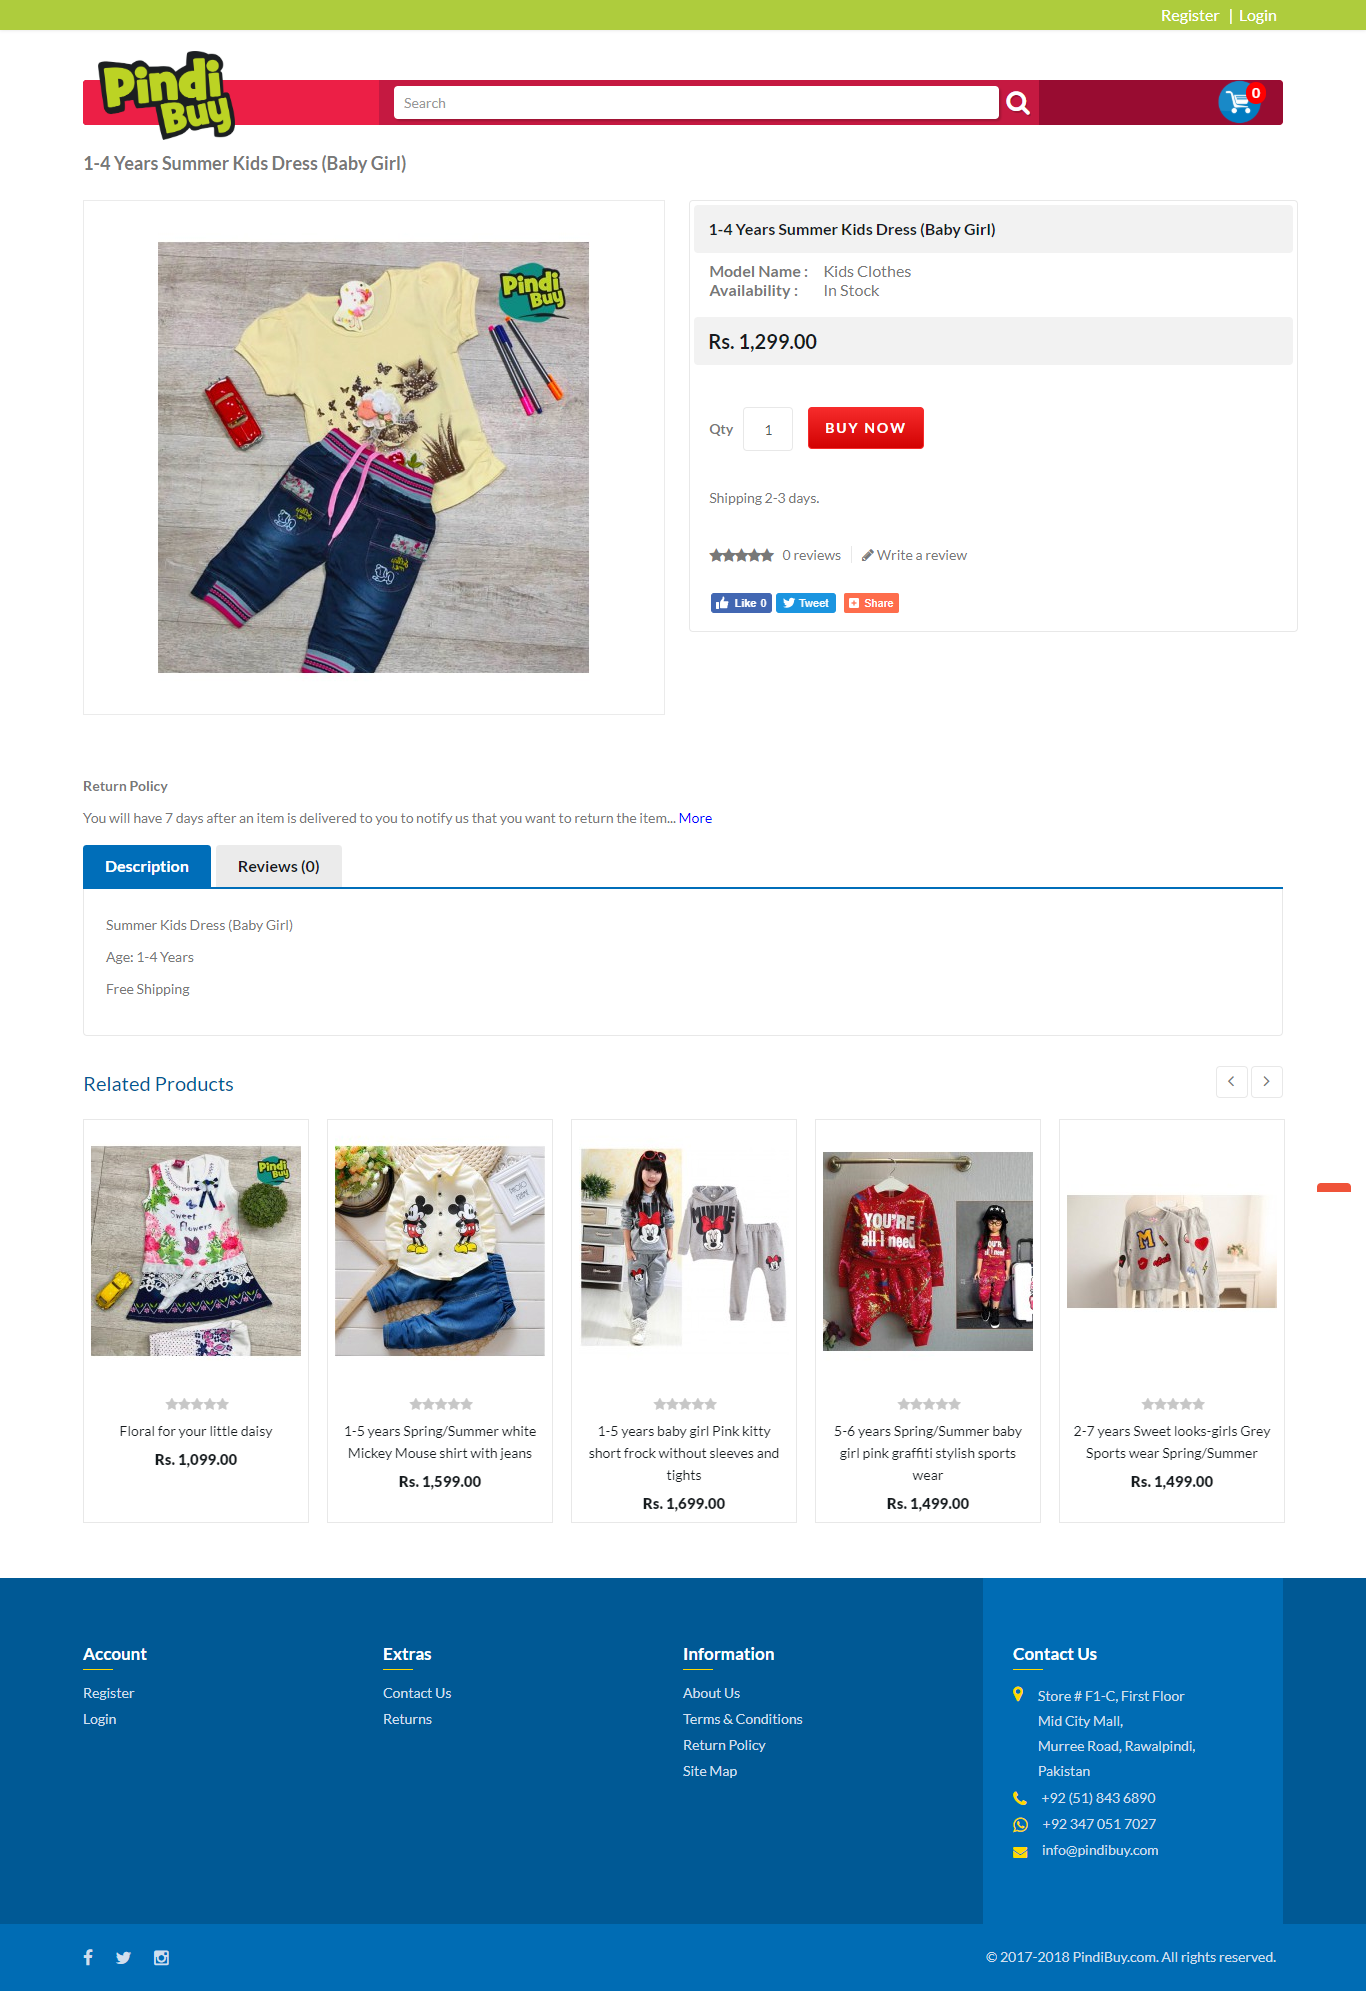 Register | Login
Pindi Buy
Search
0
1-4 Years Summer Kids Dress (Baby Girl)
Pindi Buy
1-4 Years Summer Kids Dress (Baby Girl)
Model Name : Kids Clothes
Availability : In Stock
Rs. 1,299.00
Qty 1 BUY NOW
Shipping 2-3 days.
0 reviews Write a review
Like 0 Tweet Share
Return Policy
You will have 7 days after an item is delivered to you to notify us that you want to return the item... More
Description Reviews (0)
Summer Kids Dress (Baby Girl)
Age: 1-4 Years
Free Shipping
Related Products
Pindi Buy
Sweet
Flowers
PHOTO
MINNIE
YOU'RE
all i need
M
Floral for your little daisy
Rs. 1,099.00
1-5 years Spring/Summer white
Mickey Mouse shirt with jeans
Rs. 1,599.00
1-5 years baby girl Pink kitty
short frock without sleeves and
tights
Rs. 1,699.00
5-6 years Spring/Summer baby
girl pink graffiti stylish sports
wear
Rs. 1,499.00
2-7 years Sweet looks-girls Grey
Sports wear Spring/Summer
Rs. 1,499.00
Account
Register
Login
Extras
Contact Us
Returns
Information
About Us
Terms & Conditions
Return Policy
Site Map
Contact Us
Store # F1-C, First Floor
Mid City Mall,
Murree Road, Rawalpindi,
Pakistan
+92 (51) 843 6890
+92 347 051 7027
info@pindibuy.com
© 2017-2018 PindiBuy.com. All rights reserved.